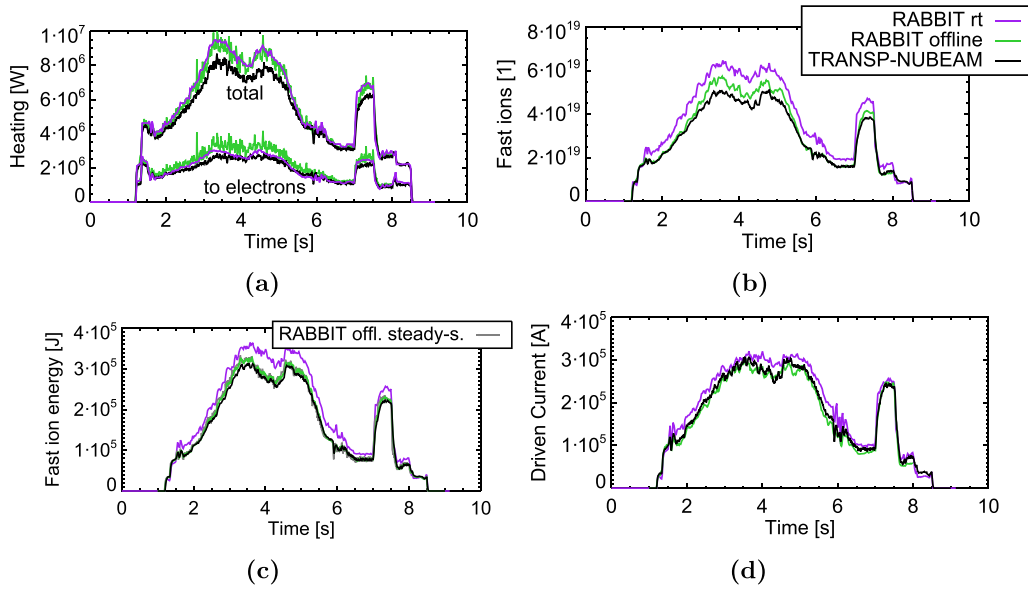 RABBIT rt
RABBIT offline
TRANSP-NUBEAM
Heating [W]
10⁷
8·10⁶
6·10⁶
4·10⁶
2·10⁶
0
total
to electrons
0 2 4 6 8 10
Time [s]
(a)
Fast ions [1]
8·10¹⁹
6·10¹⁹
4·10¹⁹
2·10¹⁹
0
0 2 4 6 8 10
Time [s]
(b)
RABBIT offl. steady-s.
Fast ion energy [J]
4·10⁵
3·10⁵
2·10⁵
1·10⁵
0
0 2 4 6 8 10
Time [s]
(c)
Driven Current [A]
4·10⁵
3·10⁵
2·10⁵
1·10⁵
0
0 2 4 6 8 10
Time [s]
(d)